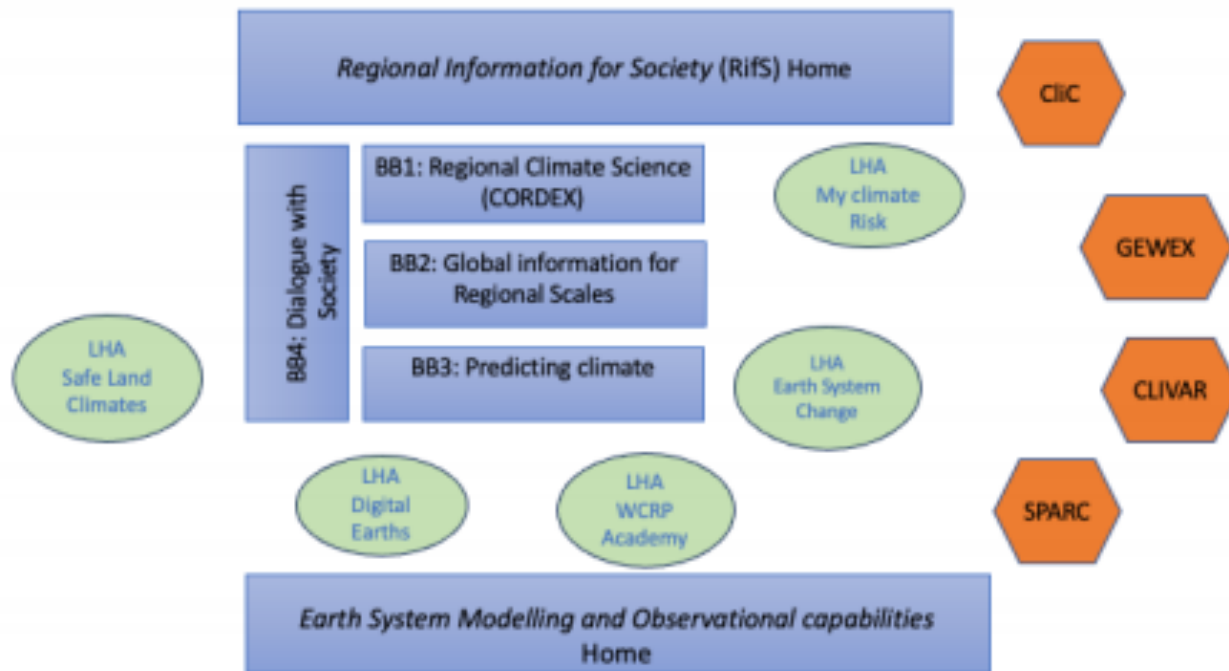 Regional Information for Society (RifS) Home
CliC
BB4: Dialogue with
Society
BB1: Regional Climate Science
(CORDEX)
LHA
My climate
Risk
GEWEX
BB2: Global information for
Regional Scales
LHA
Safe Land
Climates
BB3: Predicting climate
LHA
Earth System
Change
CLIVAR
LHA
Digital
Earths
LHA
WCRP
Academy
SPARC
Earth System Modelling and Observational capabilities
Home